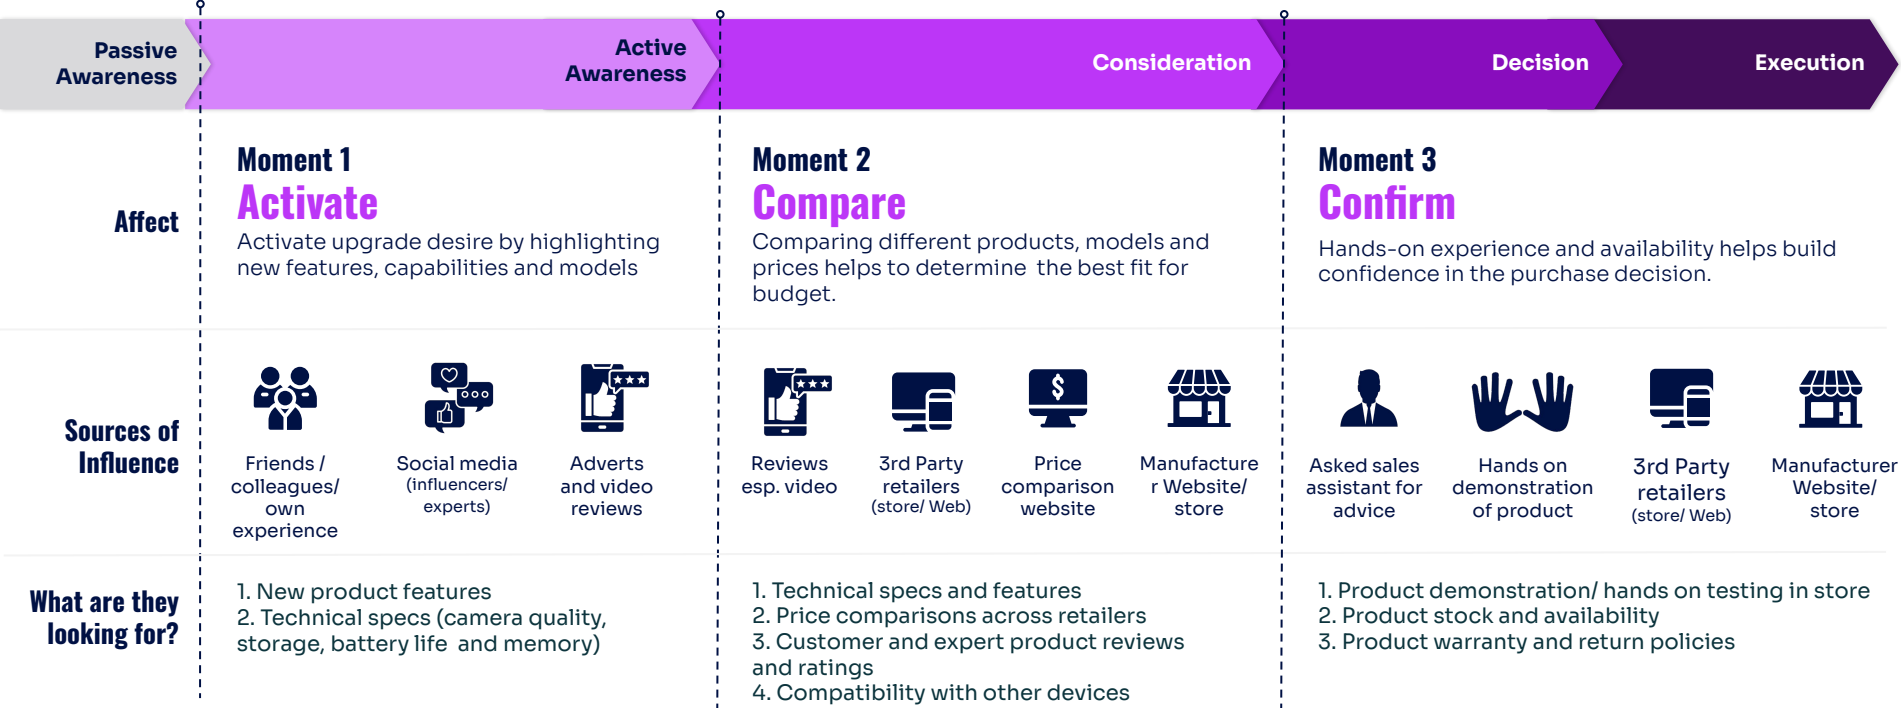 Passive
Awareness
Active
Awareness
Consideration
Decision
Execution
Affect
Moment 1
Activate
Activate upgrade desire by highlighting
new features, capabilities and models
Moment 2
Compare
Comparing different products, models and
prices helps to determine the best fit for
budget.
Moment 3
Confirm
Hands-on experience and availability helps build
confidence in the purchase decision.
Sources of
Influence
Friends /
colleagues/
own
experience
Social media
(influencers/
experts)
Adverts
and video
reviews
Reviews
esp. video
3rd Party
retailers
(store/ Web)
$
Price
comparison
website
Manufacture
r Website/
store
Asked sales
assistant for
advice
Hands on
demonstration
of product
3rd Party
retailers
(store/ Web)
Manufacturer
Website/
store
What are they
looking for?
1. New product features
2. Technical specs (camera quality,
storage, battery life and memory)
1. Technical specs and features
2. Price comparisons across retailers
3. Customer and expert product reviews
and ratings
4. Compatibility with other devices
1. Product demonstration/ hands on testing in store
2. Product stock and availability
3. Product warranty and return policies